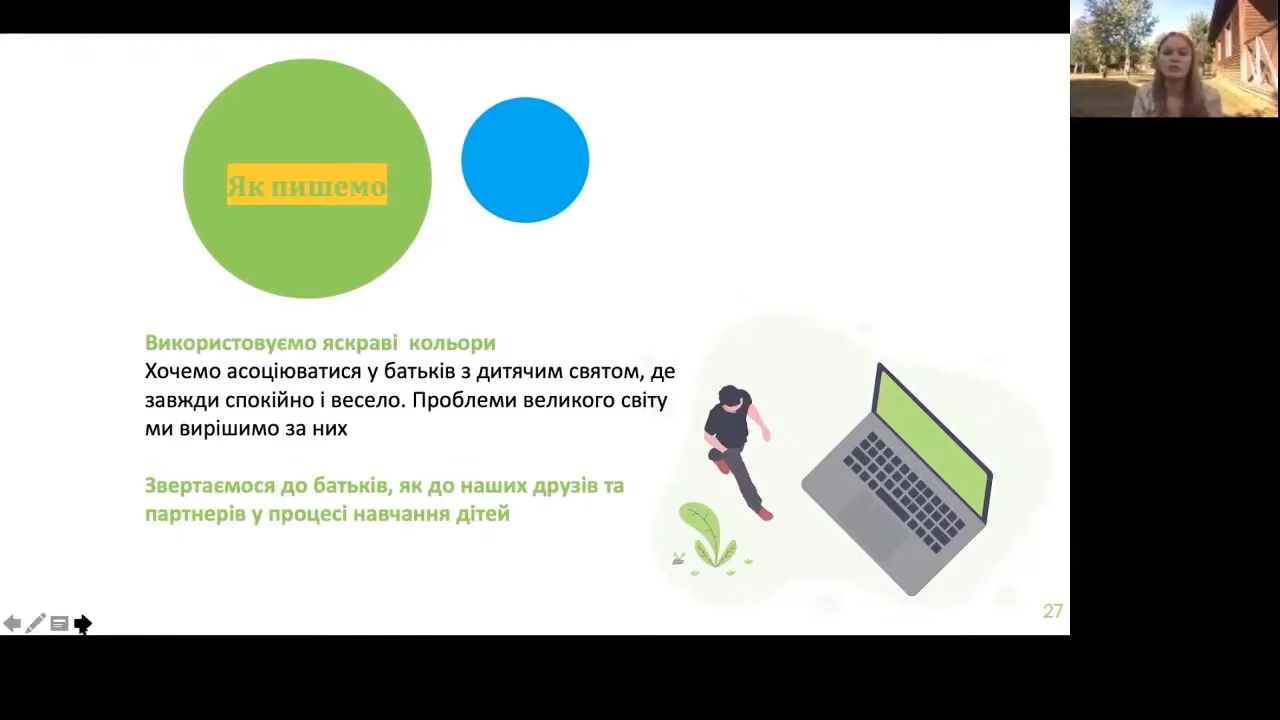 Як пишемо
Використовуємо яскраві  кольори
Хочемо асоціюватися у батьків з дитячим святом, де
завжди спокійно і весело. Проблеми великого світу
ми вирішимо за них
Звертаємося до батьків, як до наших друзів та
партнерів у процесі навчання дітей
27